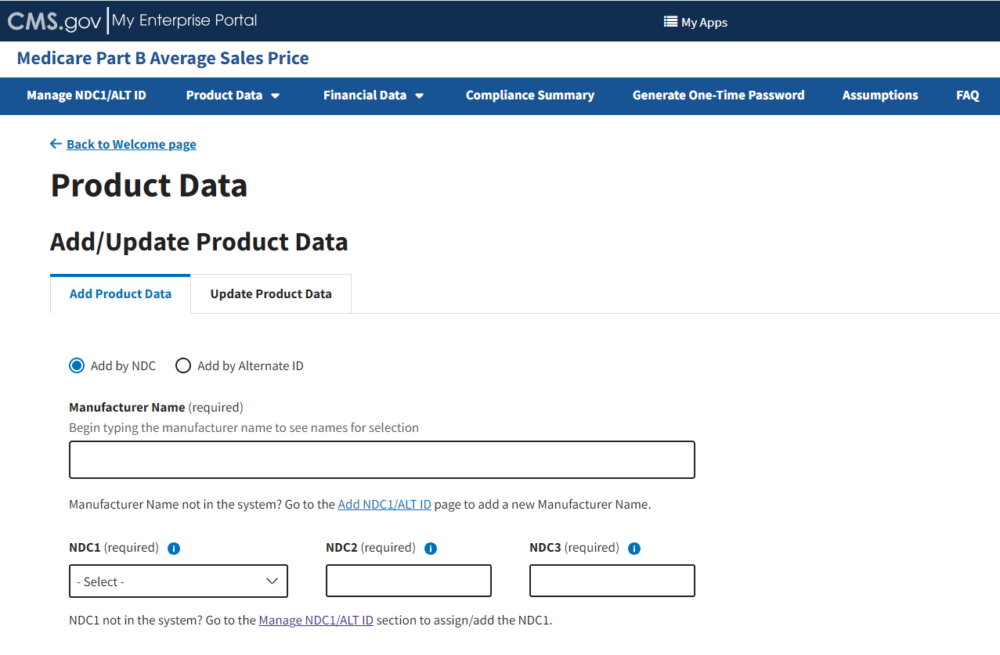 CMS.gov My Enterprise Portal
My Apps
Medicare Part B Average Sales Price
Manage NDC1/ALT ID Product Data Financial Data Compliance Summary Generate One-Time Password Assumptions FAQ
Back to Welcome page
Product Data
Add/Update Product Data
Add Product Data Update Product Data
Add by NDC Add by Alternate ID
Manufacturer Name (required)
Begin typing the manufacturer name to see names for selection
Manufacturer Name not in the system? Go to the Add NDC1/ALT ID page to add a new Manufacturer Name.
NDC1 (required) i NDC2 (required) i NDC3 (required) i
- Select -
NDC1 not in the system? Go to the Manage NDC1/ALT ID section to assign/add the NDC1.